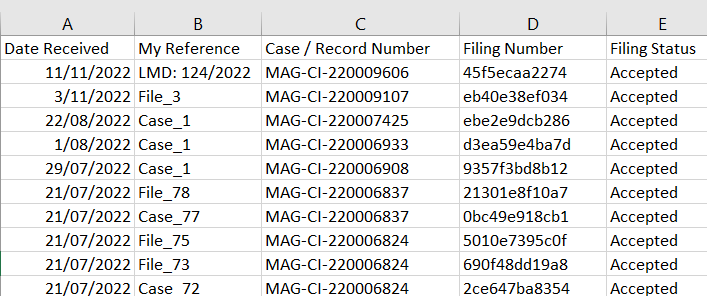 A B C D E
Date Received My Reference Case / Record Number Filing Number Filing Status
11/11/2022 LMD: 124/2022 MAG-CI-220009606 45f5ecaa2274 Accepted
3/11/2022 File_3 MAG-CI-220009107 eb40e38ef034 Accepted
22/08/2022 Case_1 MAG-CI-220007425 ebe2e9dcb286 Accepted
1/08/2022 Case_1 MAG-CI-220006933 d3ea59e4ba7d Accepted
29/07/2022 Case_1 MAG-CI-220006908 9357f3bd8b12 Accepted
21/07/2022 File_78 MAG-CI-220006837 21301e8f10a7 Accepted
21/07/2022 Case_77 MAG-CI-220006837 0bc49e918cb1 Accepted
21/07/2022 File_75 MAG-CI-220006824 5010e7395c0f Accepted
21/07/2022 File_73 MAG-CI-220006824 690f48dd19a8 Accepted
21/07/2022 Case_72 MAG-CI-220006824 2ce647ba8354 Accepted